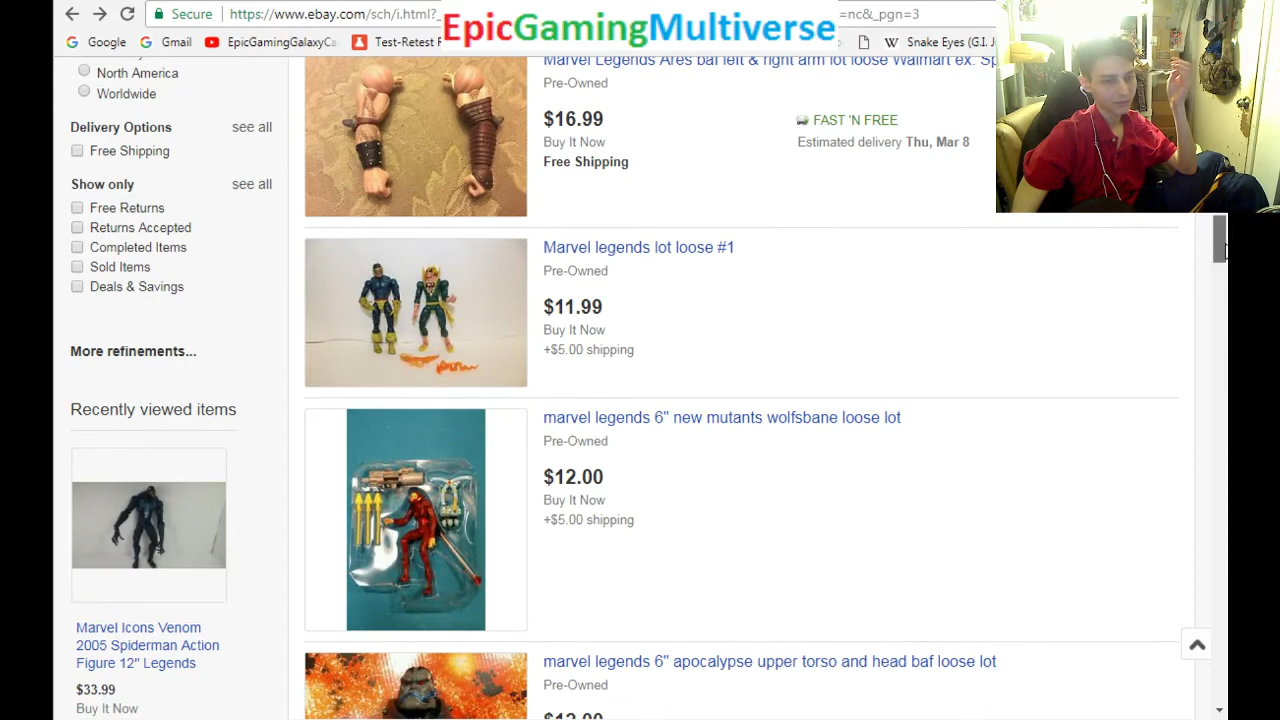 Secure https://www.ebay.com/sch/i.html?_ =nc&_pgn=3
EpicGamingMultiverse
Google Gmail EpicGamingGalaxyCa Test-Retest Snake Eyes (G.I. J
North America
Worldwide
Delivery Options see all
Free Shipping
Show only see all
Free Returns
Returns Accepted
Completed Items
Sold Items
Deals & Savings
More refinements...
Recently viewed items
Marvel Icons Venom
2005 Spiderman Action
Figure 12" Legends
$33.99
Buy It Now
Marvel Legends Ares baf left & right arm lot loose Walmart ex. Sp
Pre-Owned
$16.99
Buy It Now
Free Shipping
FAST 'N FREE
Estimated delivery Thu, Mar 8
Marvel legends lot loose #1
Pre-Owned
$11.99
Buy It Now
+$5.00 shipping
marvel legends 6" new mutants wolfsbane loose lot
Pre-Owned
$12.00
Buy It Now
+$5.00 shipping
marvel legends 6" apocalypse upper torso and head baf loose lot
Pre-Owned
$12.00